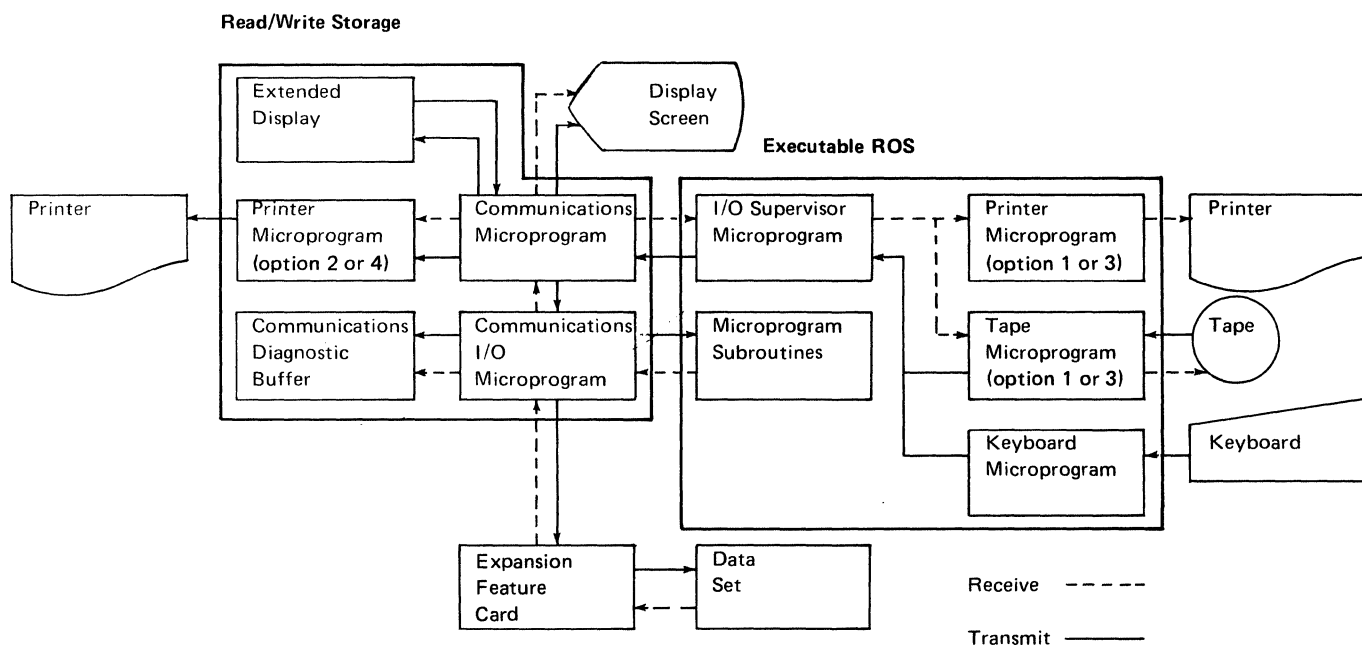 Read/Write Storage
Extended
Display
Display
Screen
Executable ROS
Printer
Printer
Microprogram
(option 2 or 4)
Communications
Microprogram
I/O Supervisor
Microprogram
Printer
Microprogram
(option 1 or 3)
Printer
Communications
Diagnostic
Buffer
Communications
I/O
Microprogram
Microprogram
Subroutines
Tape
Microprogram
(option 1 or 3)
Tape
Keyboard
Microprogram
Keyboard
Expansion
Feature
Card
Data
Set
Receive
Transmit